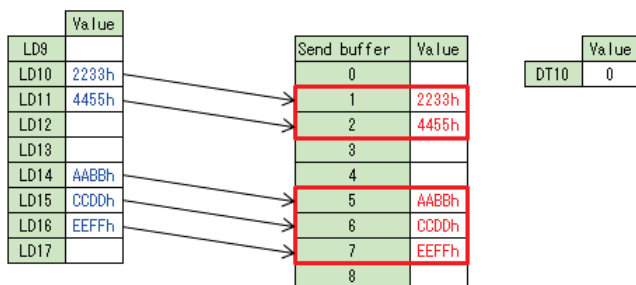 Value
LD9
LD10 2233h
LD11 4455h
LD12
LD13
LD14 AABBh
LD15 CCDDh
LD16 EEFFh
LD17
Send buffer Value
0
1 2233h
2 4455h
3
4
5 AABBh
6 CCDDh
7 EEFFh
8
Value
DT10 0